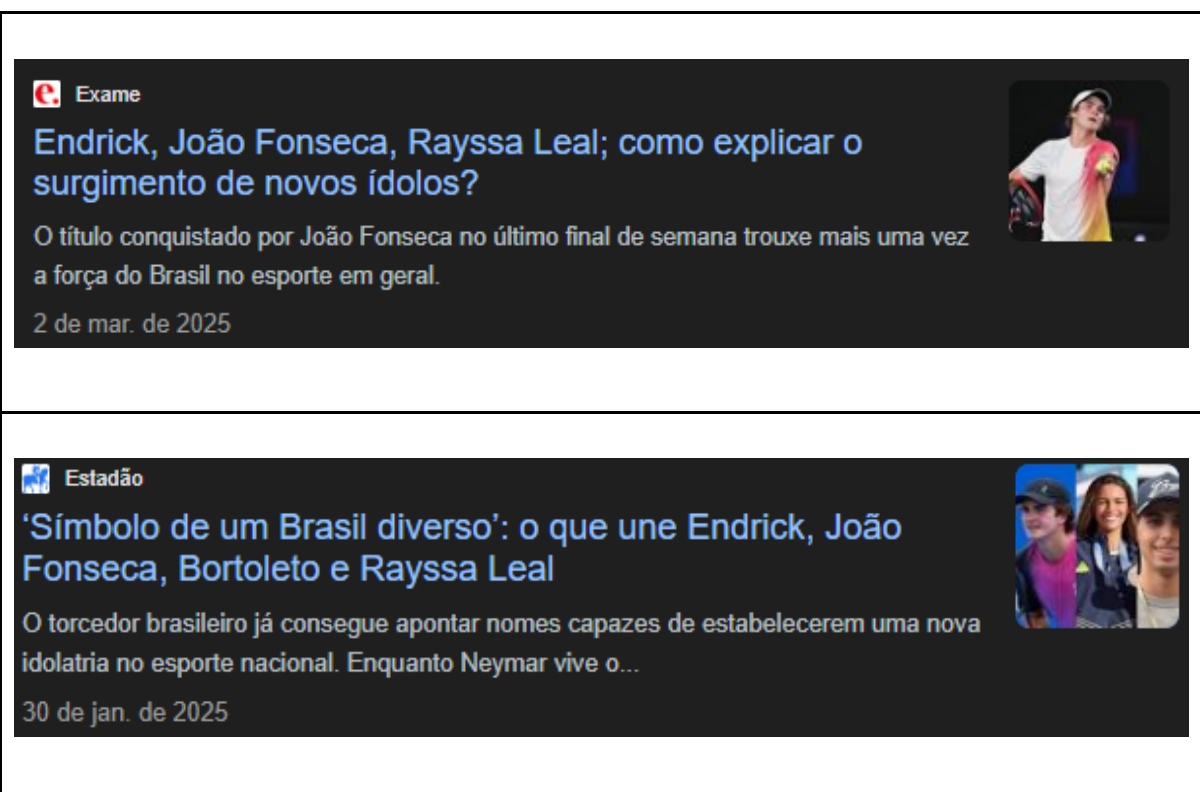 Exame
Endrick, João Fonseca, Rayssa Leal; como explicar o
surgimento de novos ídolos?
O título conquistado por João Fonseca no último final de semana trouxe mais uma vez
a força do Brasil no esporte em geral.
2 de mar. de 2025
Estadão
‘Símbolo de um Brasil diverso’: o que une Endrick, João
Fonseca, Bortoleto e Rayssa Leal
O torcedor brasileiro já consegue apontar nomes capazes de estabelecerem uma nova
idolatria no esporte nacional. Enquanto Neymar vive o...
30 de jan. de 2025